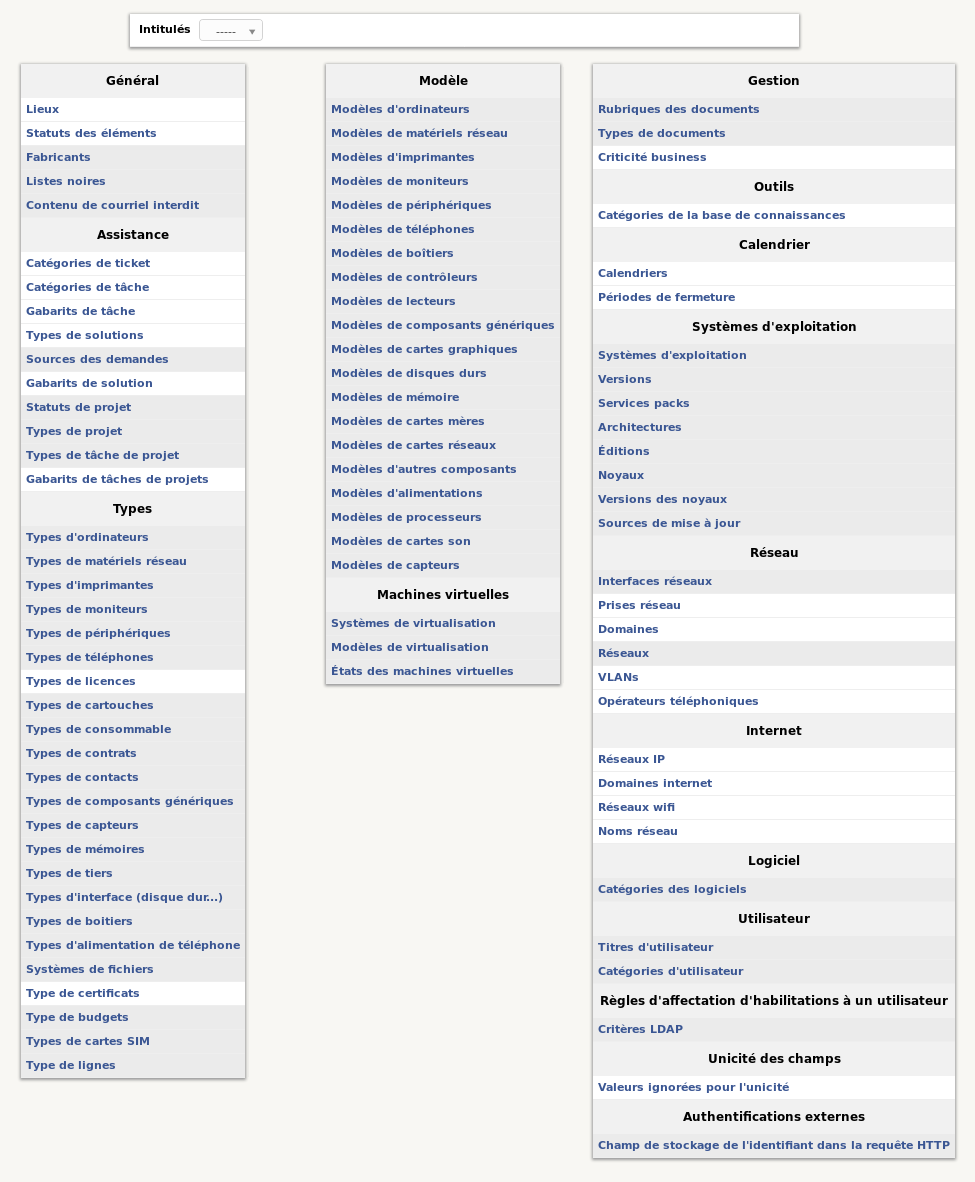 Intitulés -----
Général
Lieux
Statuts des éléments
Fabricants
Listes noires
Contenu de courriel interdit
Assistance
Catégories de ticket
Catégories de tâche
Gabarits de tâche
Types de solutions
Sources des demandes
Gabarits de solution
Statuts de projet
Types de projet
Types de tâche de projet
Gabarits de tâches de projets
Types
Types d'ordinateurs
Types de matériels réseau
Types d'imprimantes
Types de moniteurs
Types de périphériques
Types de téléphones
Types de licences
Types de cartouches
Types de consommable
Types de contrats
Types de contacts
Types de composants génériques
Types de capteurs
Types de mémoires
Types de tiers
Types d'interface (disque dur...)
Types de boitiers
Types d'alimentation de téléphone
Systèmes de fichiers
Type de certificats
Type de budgets
Types de cartes SIM
Type de lignes
Modèle
Modèles d'ordinateurs
Modèles de matériels réseau
Modèles d'imprimantes
Modèles de moniteurs
Modèles de périphériques
Modèles de téléphones
Modèles de boîtiers
Modèles de contrôleurs
Modèles de lecteurs
Modèles de composants génériques
Modèles de cartes graphiques
Modèles de disques durs
Modèles de mémoire
Modèles de cartes mères
Modèles de cartes réseaux
Modèles d'autres composants
Modèles d'alimentations
Modèles de processeurs
Modèles de cartes son
Modèles de capteurs
Machines virtuelles
Systèmes de virtualisation
Modèles de virtualisation
États des machines virtuelles
Gestion
Rubriques des documents
Types de documents
Criticité business
Outils
Catégories de la base de connaissances
Calendrier
Calendriers
Périodes de fermeture
Systèmes d'exploitation
Systèmes d'exploitation
Versions
Services packs
Architectures
Éditions
Noyaux
Versions des noyaux
Sources de mise à jour
Réseau
Interfaces réseaux
Prises réseau
Domaines
Réseaux
VLANs
Opérateurs téléphoniques
Internet
Réseaux IP
Domaines internet
Réseaux wifi
Noms réseau
Logiciel
Catégories des logiciels
Utilisateur
Titres d'utilisateur
Catégories d'utilisateur
Règles d'affectation d'habilitations à un utilisateur
Critères LDAP
Unicité des champs
Valeurs ignorées pour l'unicité
Authentifications externes
Champ de stockage de l'identifiant dans la requête HTTP